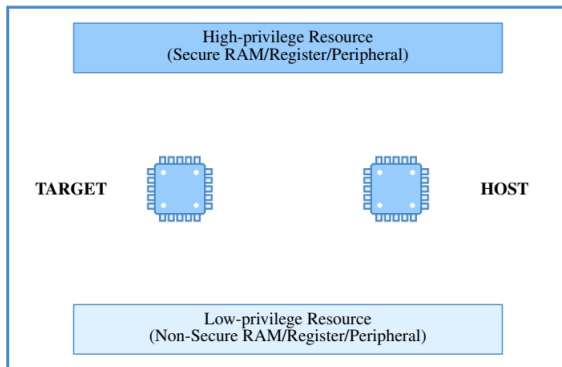 High-privilege Resource
(Secure RAM/Register/Peripheral)
TARGET
HOST
Low-privilege Resource
(Non-Secure RAM/Register/Peripheral)